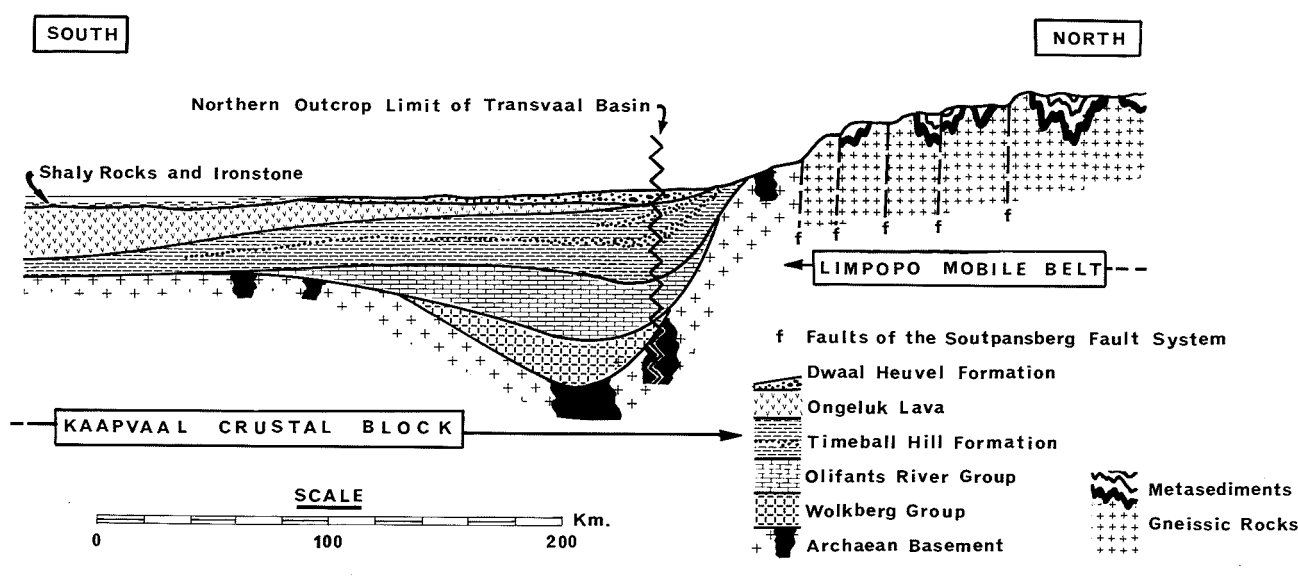 SOUTH
NORTH
Northern Outcrop Limit of Transvaal Basin
Shaly Rocks and Ironstone
f
f
f
f
f
LIMPOPO MOBILE BELT
f Faults of the Soutpansberg Fault System
Dwaal Heuvel Formation
Ongeluk Lava
Timeball Hill Formation
Olifants River Group
Wolkberg Group
Archaean Basement
Metasediments
Gneissic Rocks
KAAPVAAL CRUSTAL BLOCK
SCALE
Km.
0 100 200